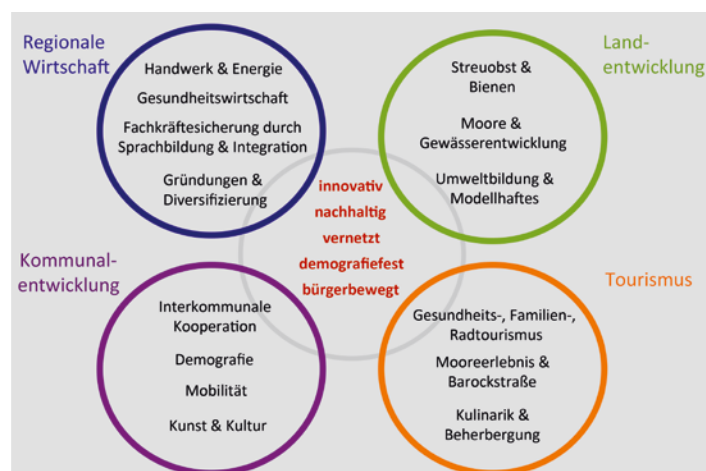 Regionale
Wirtschaft
Handwerk & Energie
Gesundheitswirtschaft
Fachkräftesicherung durch
Sprachbildung & Integration
Gründungen &
Diversifizierung
Land-
entwicklung
Streuobst &
Bienen
Moore &
Gewässerentwicklung
Umweltbildung &
Modellhaftes
innovativ
nachhaltig
vernetzt
demografiefest
bürgerbewegt
Kommunal-
entwicklung
Interkommunale
Kooperation
Demografie
Mobilität
Kunst & Kultur
Tourismus
Gesundheits-, Familien-,
Radtourismus
Mooreerlebnis &
Barockstraße
Kulinarik &
Beherbergung